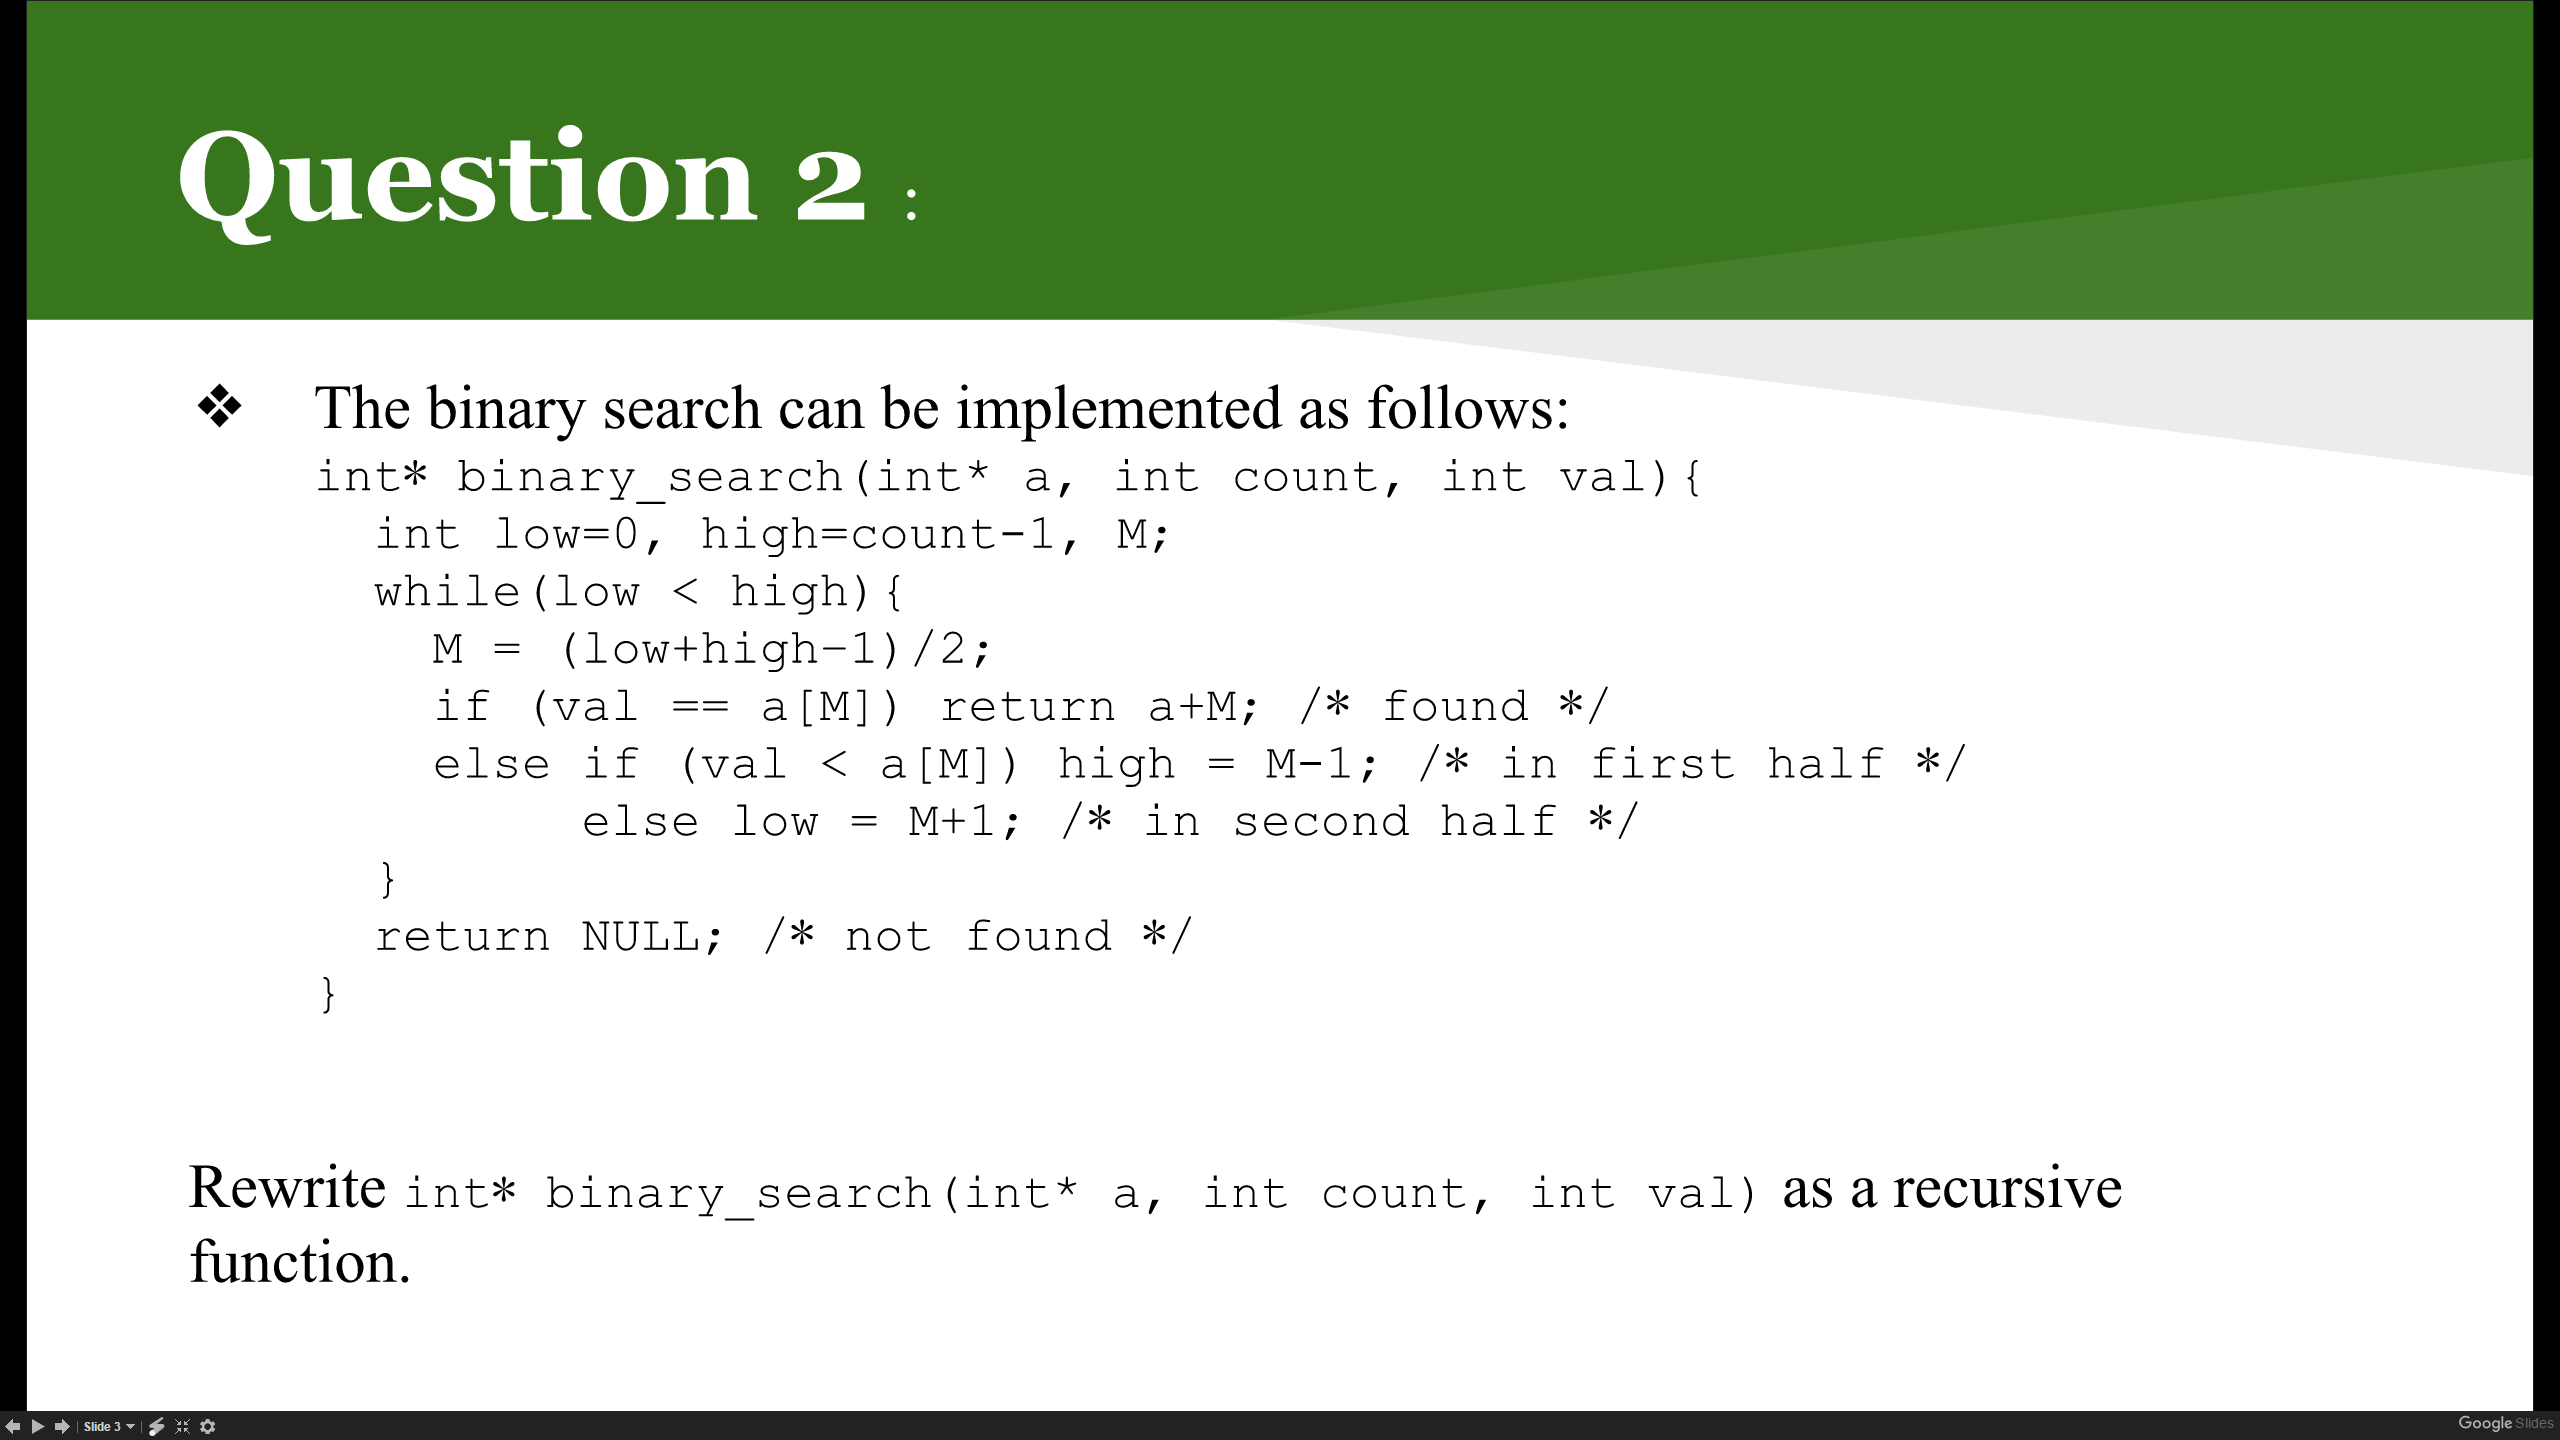 Question 2 :
❖ The binary search can be implemented as follows:
int* binary_search(int* a, int count, int val){
int low=0, high=count-1, M;
while(low < high){
M = (low+high-1)/2;
if (val == a[M]) return a+M; /* found */
else if (val < a[M]) high = M-1; /* in first half */
else low = M+1; /* in second half */
}
return NULL; /* not found */
}
Rewrite int* binary_search(int* a, int count, int val) as a recursive
function.
Slide 3
Google Slides